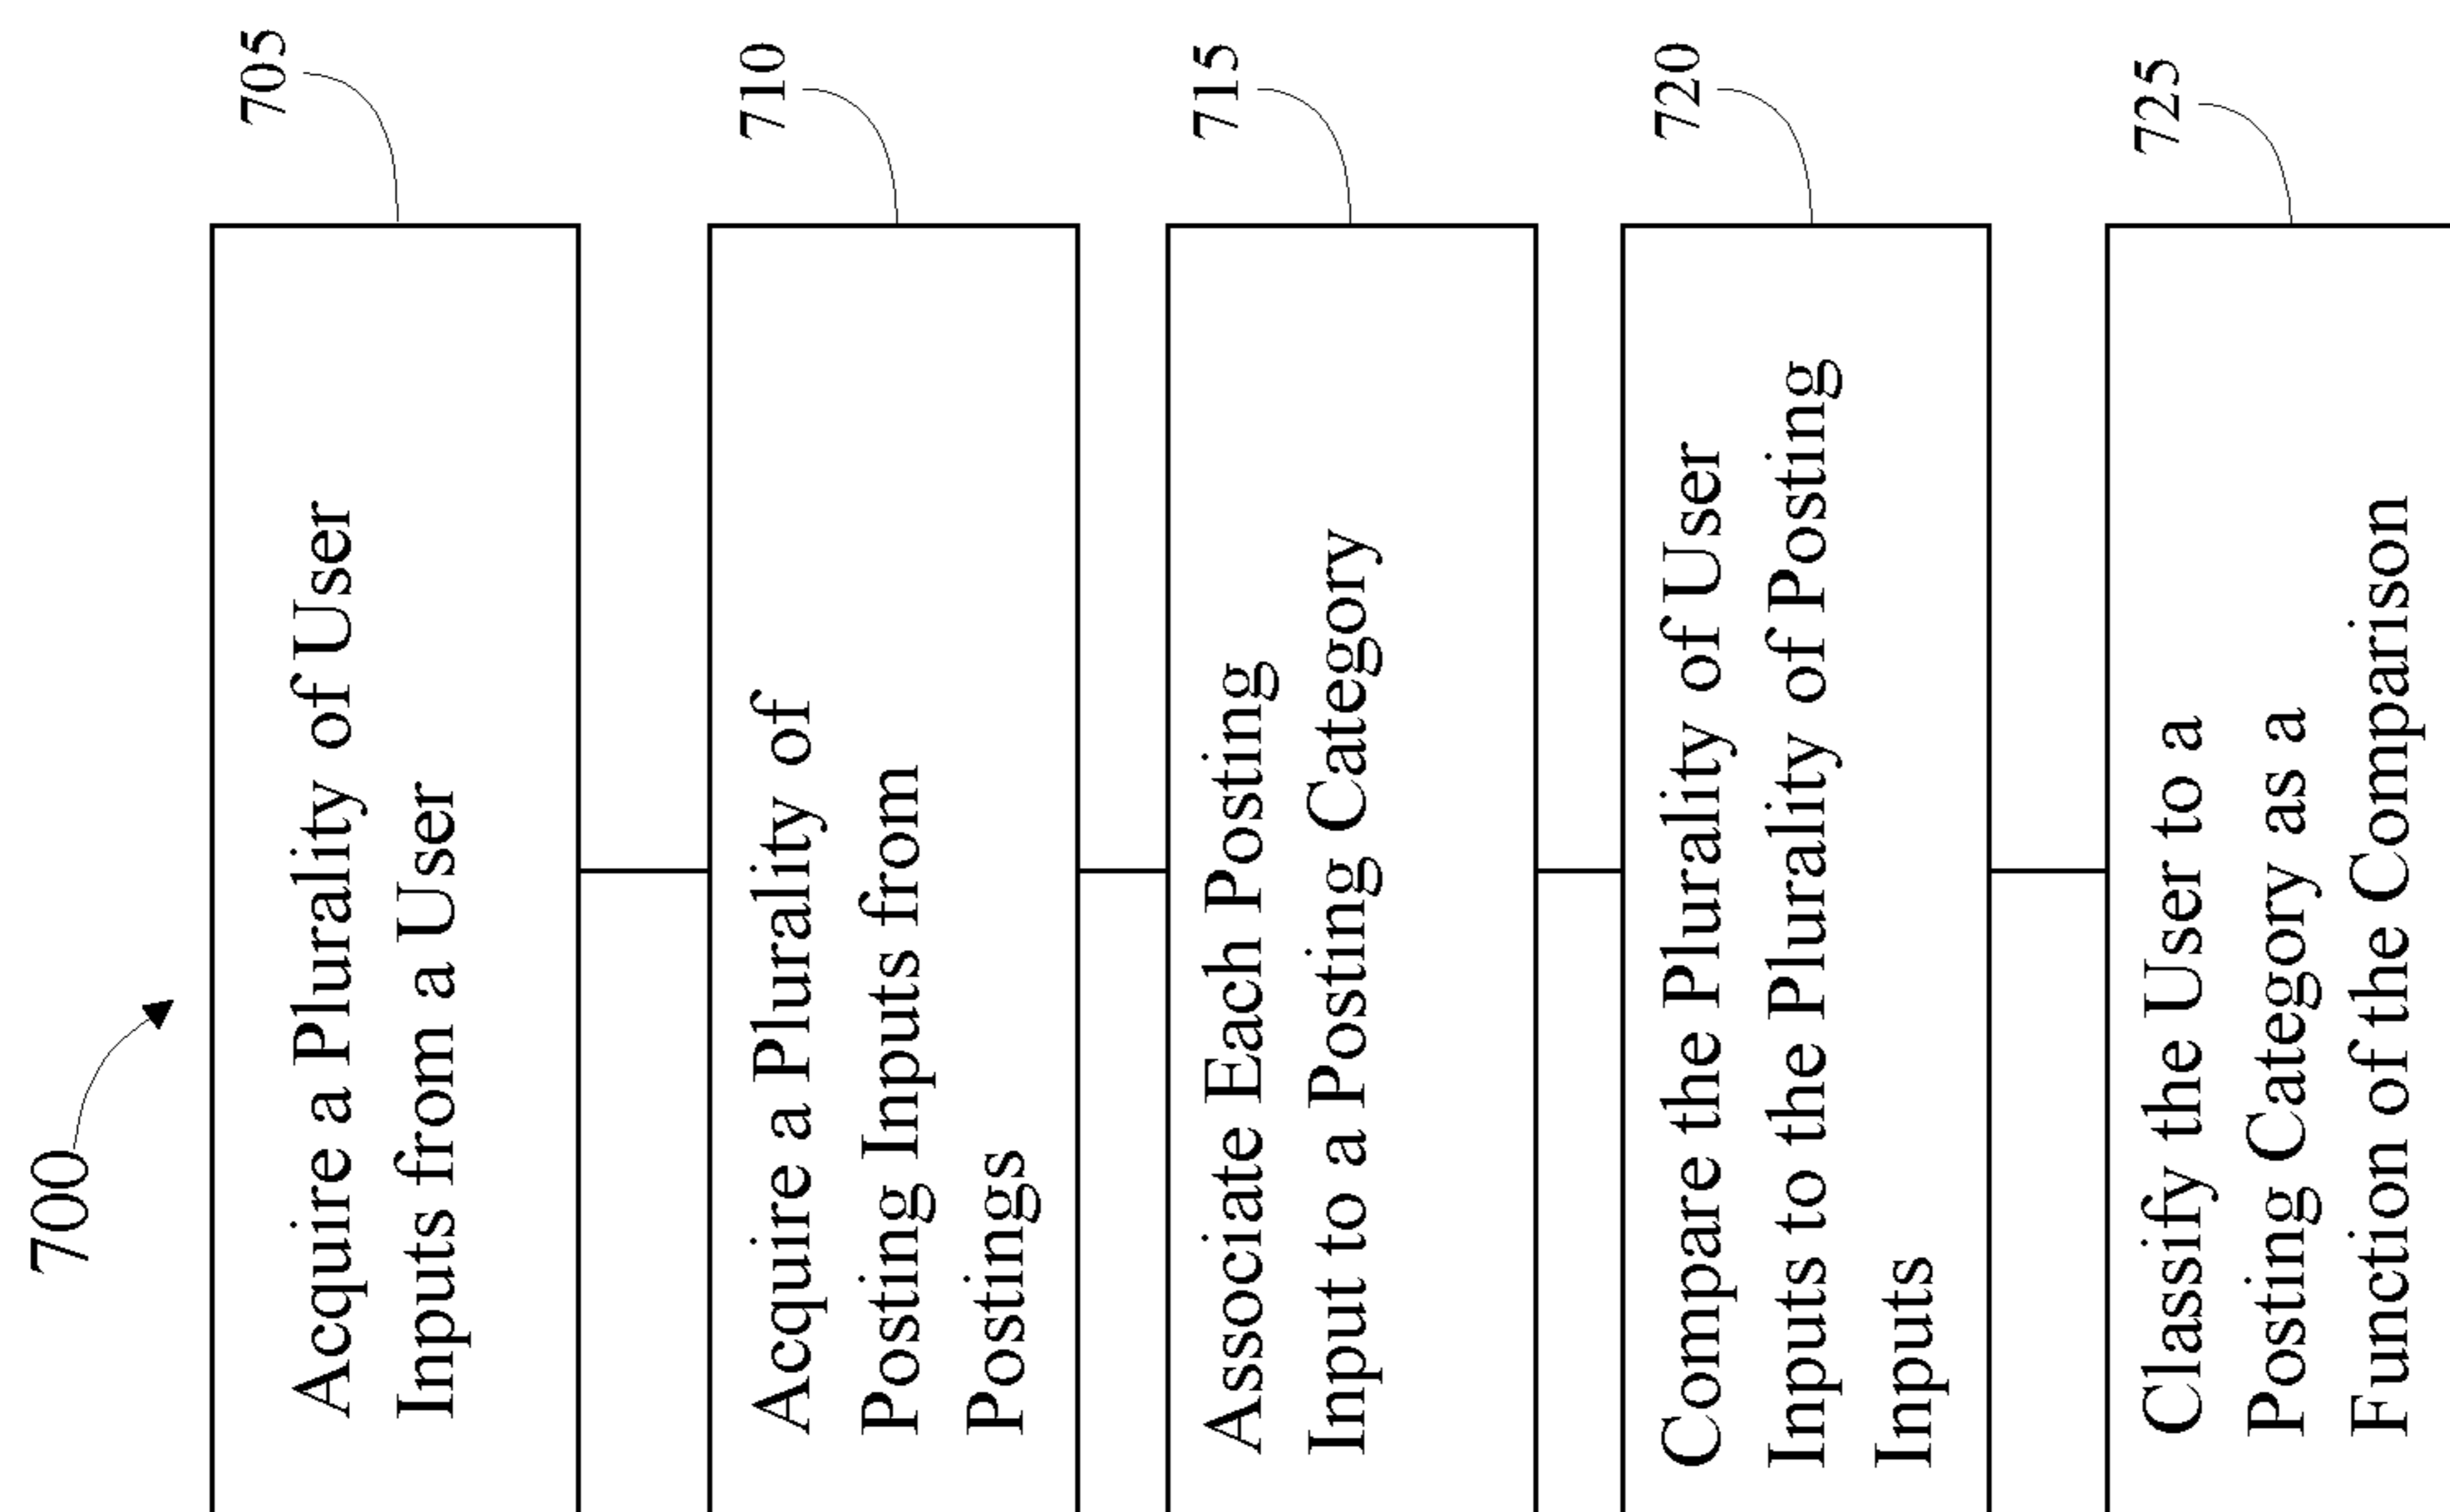 700
705
Acquire a Plurality of User
Inputs from a User
710
Acquire a Plurality of
Posting Inputs from
Postings
715
Associate Each Posting
Input to a Posting Category
720
Compare the Plurality of User
Inputs to the Plurality of Posting
Inputs
725
Classify the User to a
Posting Category as a
Function of the Comparison